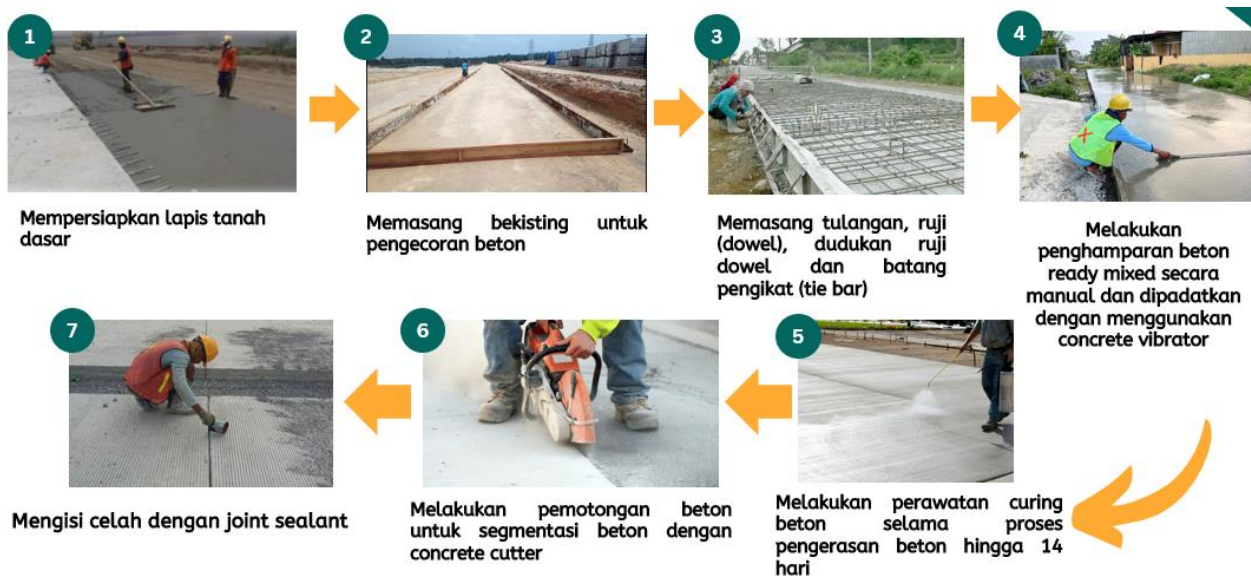 1
Mempersiapkan lapis tanah
dasar
2
Memasang bekisting untuk
pengecoran beton
3
Memasang tulangan, ruji
(dowel), dudukan ruji
dowel dan batang
pengikat (tie bar)
4
Melakukan
penghamparan beton
ready mixed secara
manual dan dipadatkan
dengan menggunakan
concrete vibrator
5
Melakukan perawatan curing
beton selama proses
pengerasan beton hingga 14
hari
6
Melakukan pemotongan beton
untuk segmentasi beton dengan
concrete cutter
7
Mengisi celah dengan joint sealant